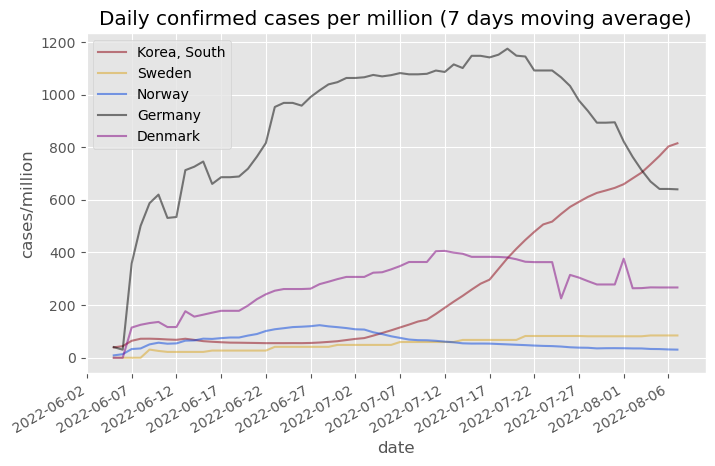 Daily confirmed cases per million (7 days moving average)
1200
1000
800
600
400
200
0
cases/million
Korea, South
Sweden
Norway
Germany
Denmark
2022-06-02
2022-06-07
2022-06-12
2022-06-17
2022-06-22
2022-06-27
2022-07-02
2022-07-07
2022-07-12
2022-07-17
2022-07-22
2022-07-27
2022-08-01
2022-08-06
date